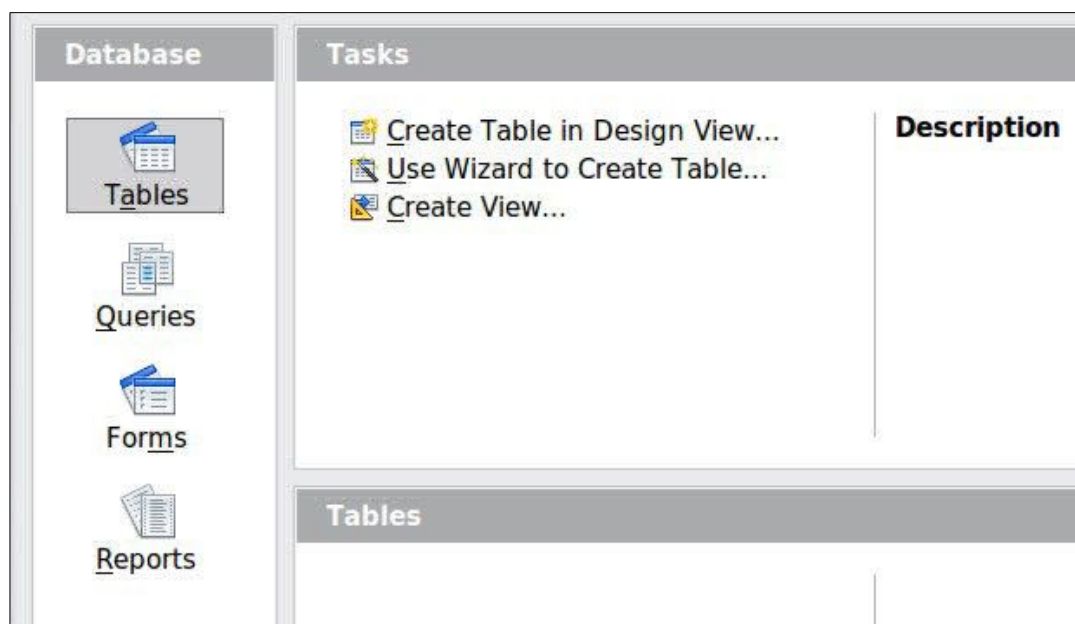 Database
Tables
Queries
Forms
Reports
Tasks
Create Table in Design View...
Use Wizard to Create Table...
Create View...
Description
Tables